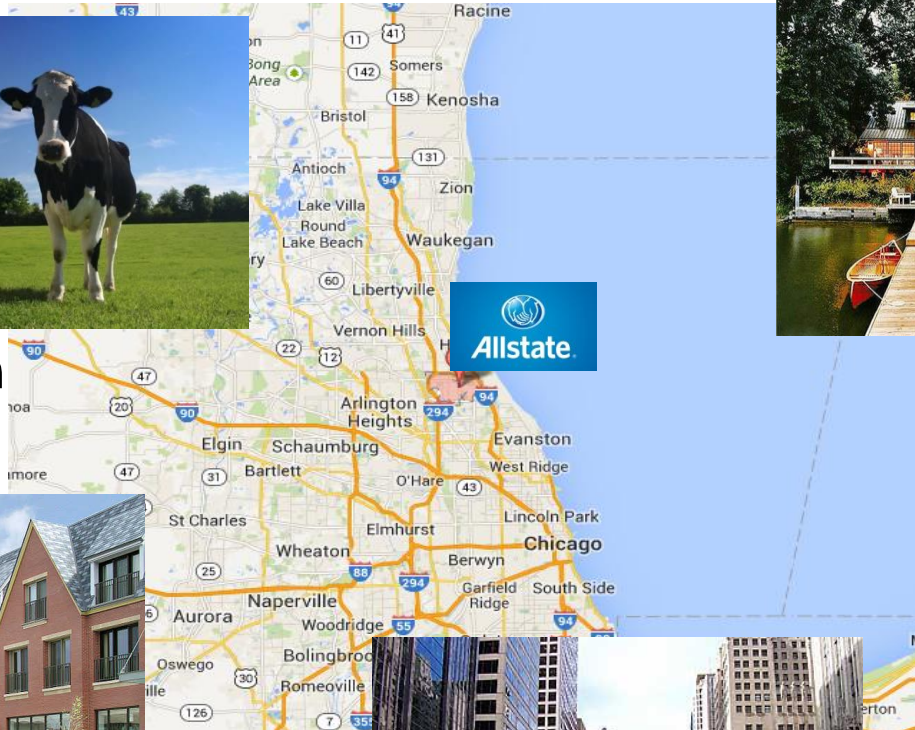 43
94
Racine
11
41
Somers
Bong
Area
142
158
Kenosha
Bristol
131
Antioch
94
Zion
Lake Villa
Round
Lake Beach
Waukegan
60
Libertyville
Allstate
Vernon Hills
22
12
90
47
20
90
Arlington
Heights
294
94
Elgin
Schaumburg
Evanston
47
31
Bartlett
O'Hare
43
West Ridge
St Charles
Elmhurst
Lincoln Park
Wheaton
Chicago
25
88
294
Berwyn
Garfield
Ridge
South Side
Naperville
Aurora
Woodridge
55
94
Oswego
30
Romeoville
126
7